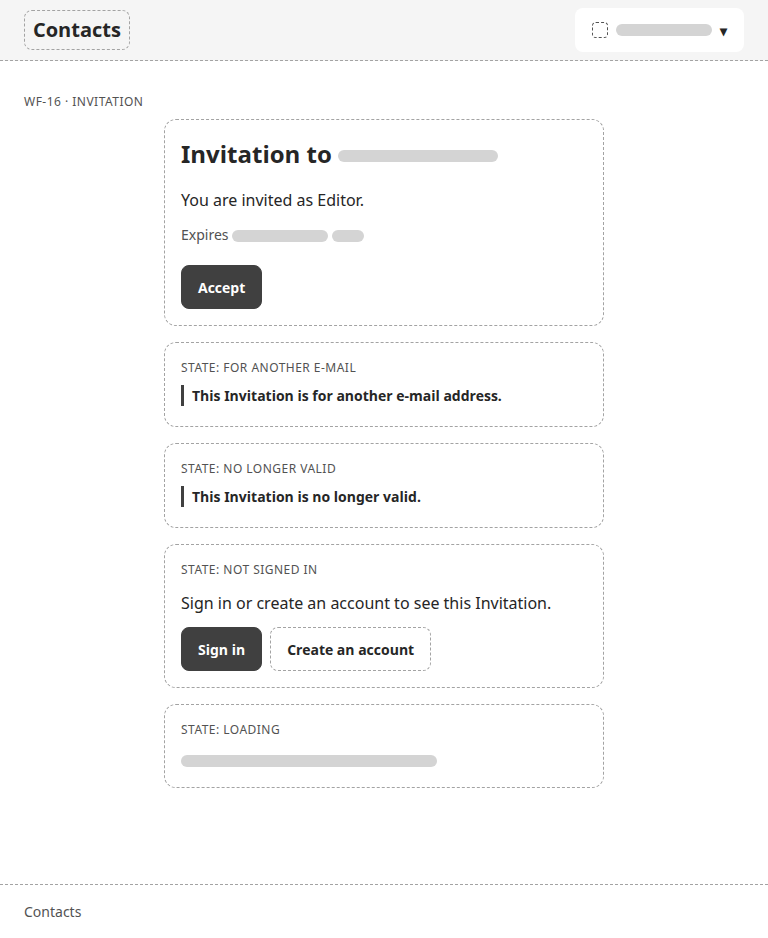 Contacts
▼
WF-16 · INVITATION
Invitation to
You are invited as Editor.
Expires
Accept
STATE: FOR ANOTHER E-MAIL
This Invitation is for another e-mail address.
STATE: NO LONGER VALID
This Invitation is no longer valid.
STATE: NOT SIGNED IN
Sign in or create an account to see this Invitation.
Sign in
Create an account
STATE: LOADING
Contacts